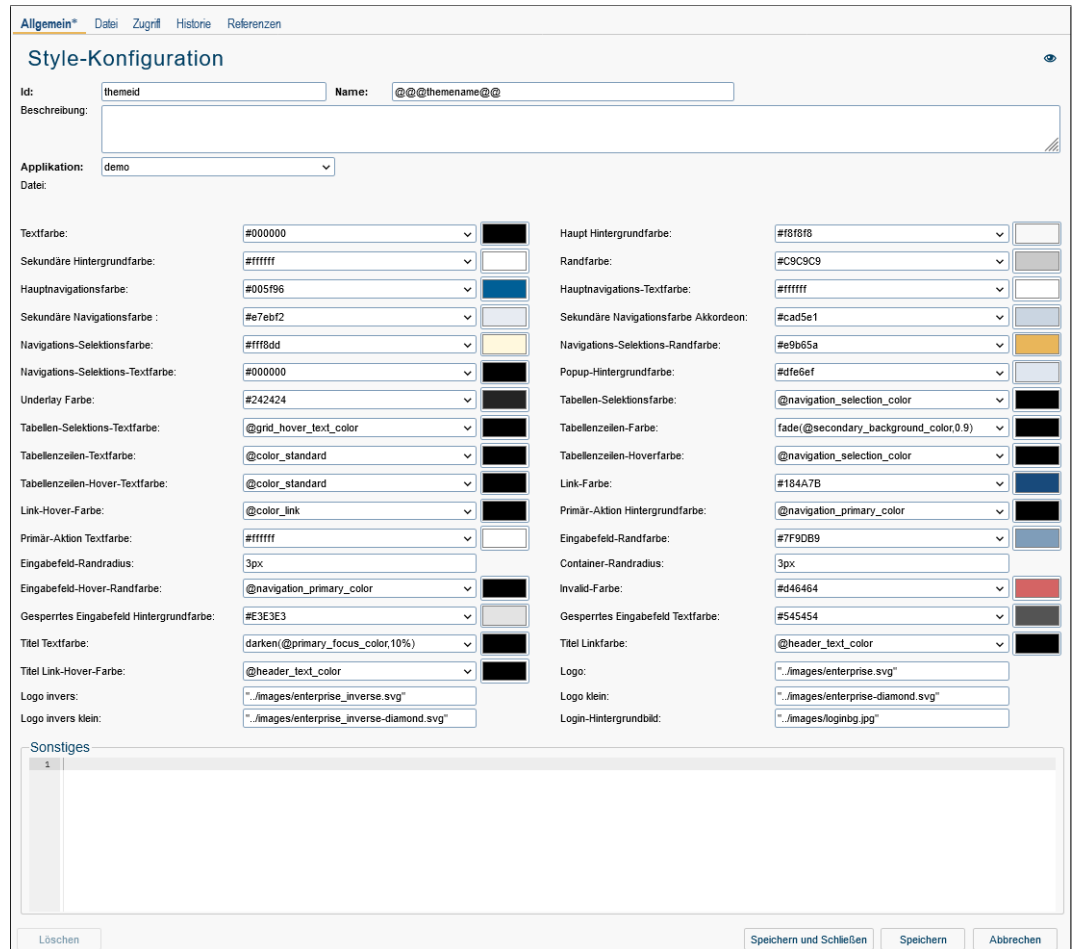 Allgemein* Datei Zugriff Historie Referenzen
Style-Konfiguration
Id: themeid Name: @@@themename@@
Beschreibung:
Applikation: demo
Datei:
Textfarbe: #000000 Haupt Hintergrundfarbe: #f8f8f8
Sekundäre Hintergrundfarbe: #ffffff Randfarbe: #C9C9C9
Hauptnavigationsfarbe: #005f96 Hauptnavigations-Textfarbe: #ffffff
Sekundäre Navigationsfarbe : #e7ebf2 Sekundäre Navigationsfarbe Akkordeon: #cad5e1
Navigations-Selektionsfarbe: #fff8dd Navigations-Selektions-Randfarbe: #e9b65a
Navigations-Selektions-Textfarbe: #000000 Popup-Hintergrundfarbe: #dfe6ef
Underlay Farbe: #242424 Tabellen-Selektionsfarbe: @navigation_selection_color
Tabellen-Selektions-Textfarbe: @grid_hover_text_color Tabellenzeilen-Farbe: fade(@secondary_background_color,0.9)
Tabellenzeilen-Textfarbe: @color_standard Tabellenzeilen-Hoverfarbe: @navigation_selection_color
Tabellenzeilen-Hover-Textfarbe: @color_standard Link-Farbe: #184A7B
Link-Hover-Farbe: @color_link Primär-Aktion Hintergrundfarbe: @navigation_primary_color
Primär-Aktion Textfarbe: #ffffff Eingabefeld-Randfarbe: #7F9DB9
Eingabefeld-Randradius: 3px Container-Randradius: 3px
Eingabefeld-Hover-Randfarbe: @navigation_primary_color Invalid-Farbe: #d46464
Gesperrtes Eingabefeld Hintergrundfarbe: #E3E3E3 Gesperrtes Eingabefeld Textfarbe: #545454
Titel Textfarbe: darken(@primary_focus_color,10%) Titel Linkfarbe: @header_text_color
Titel Link-Hover-Farbe: @header_text_color Logo: "../images/enterprise.svg"
Logo invers: "../images/enterprise_inverse.svg" Logo klein: "../images/enterprise-diamond.svg"
Logo invers klein: "../images/enterprise_inverse-diamond.svg" Login-Hintergrundbild: "../images/loginbg.jpg"
Sonstiges
1
Löschen Speichern und Schließen Speichern Abbrechen